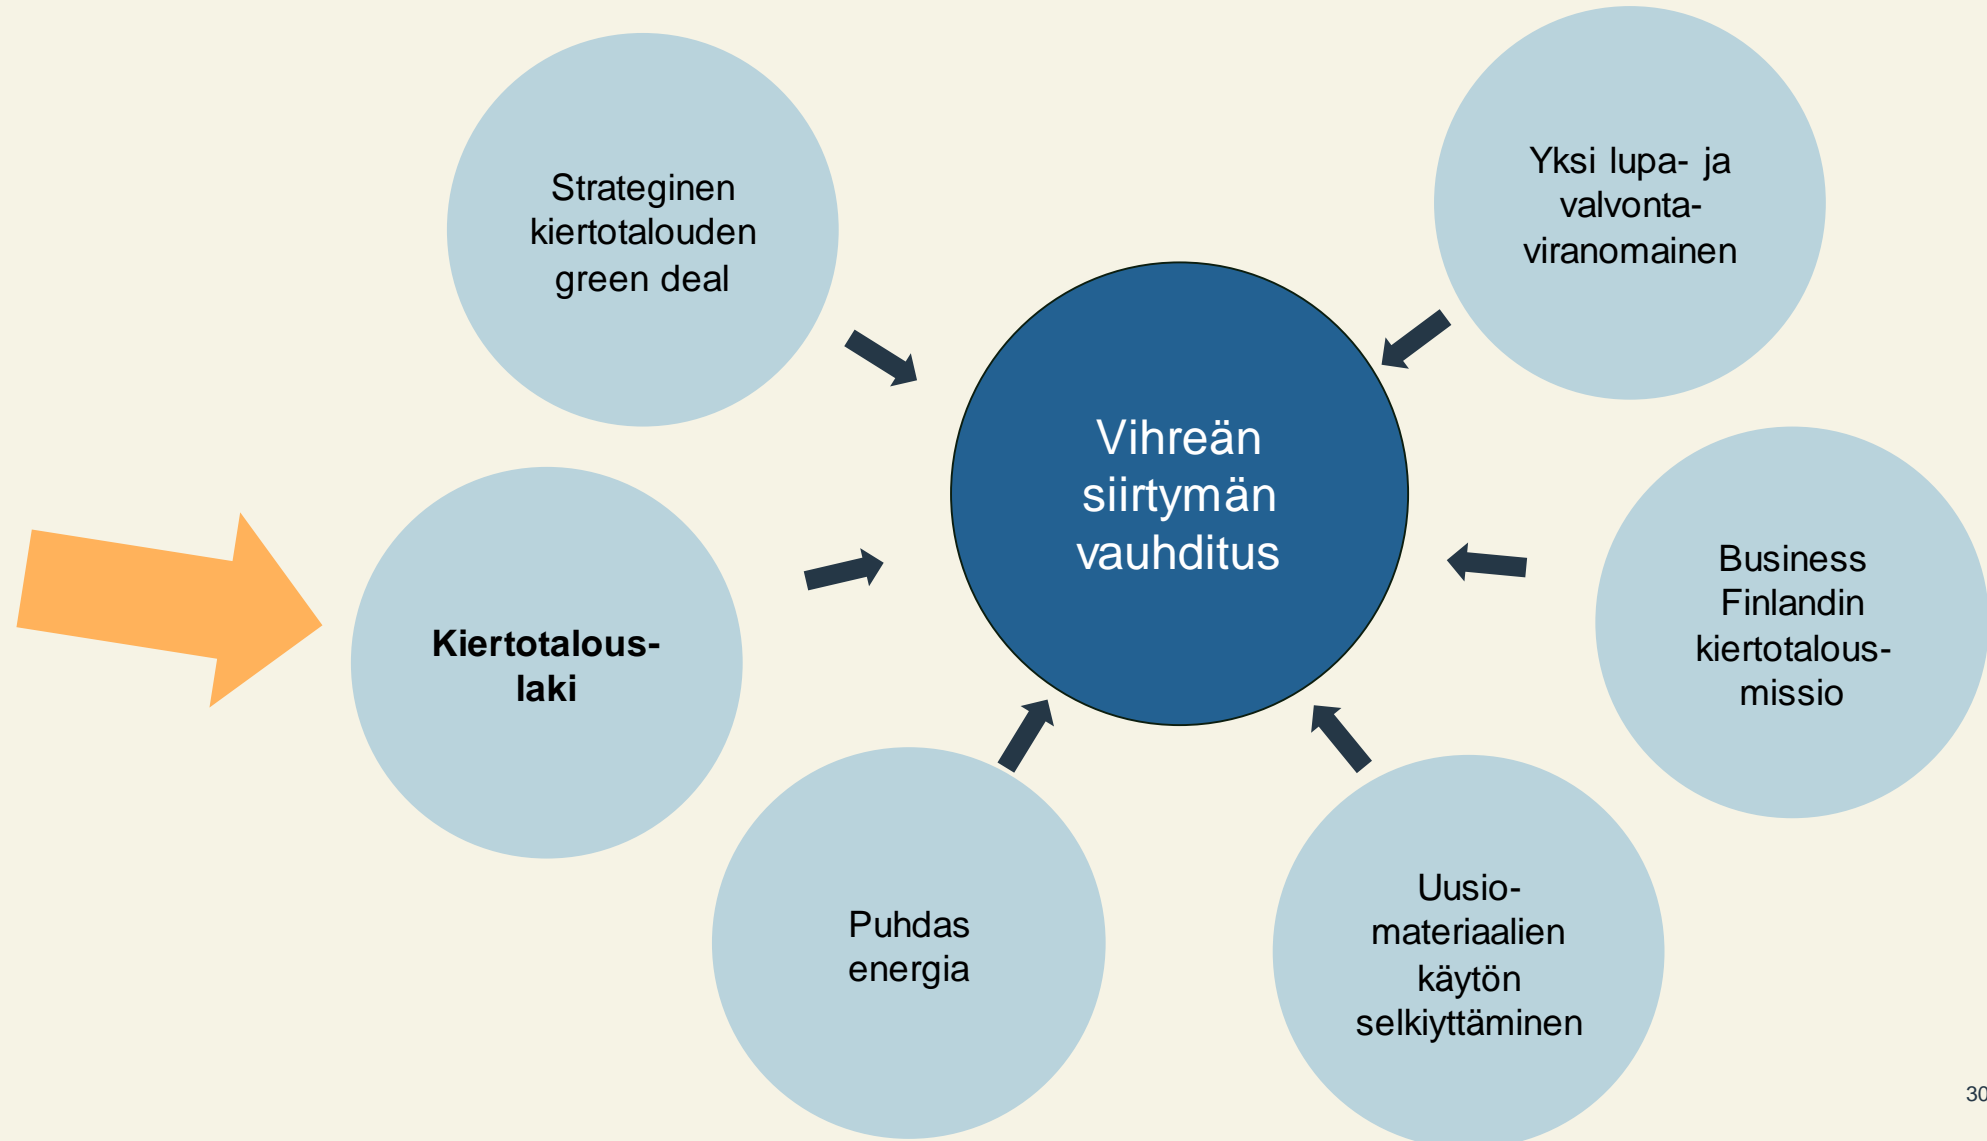 Strateginen
kiertotalouden
green deal
Yksi lupa- ja
valvonta-
viranomainen
Vihreän
siirtymän
vauhditus
Kiertotalous-
laki
Business
Finlandin
kiertotalous-
missio
Puhdas
energia
Uusio-
materiaalien
käytön
selkiyttäminen
30